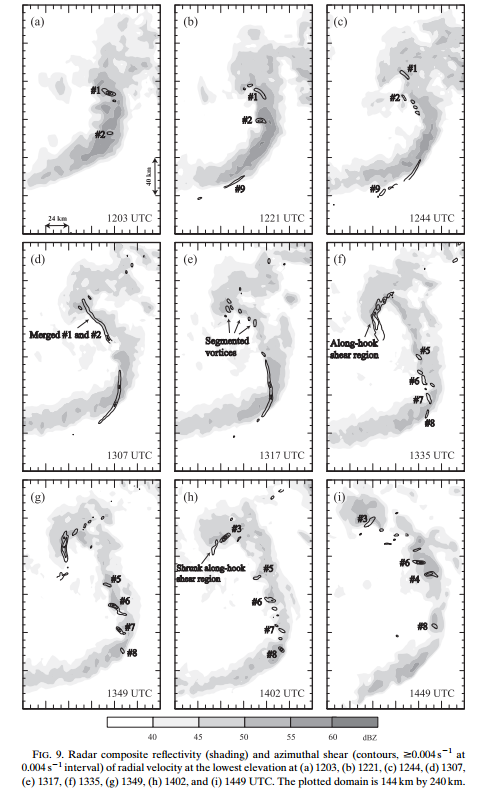 (a)
#1
#2
40 km
24 km
1203 UTC
(b)
#1
#2
#9
1221 UTC
(c)
#1
#2
#9
1244 UTC
(d)
Merged #1 and #2
1307 UTC
(e)
Segmented
vortices
1317 UTC
(f)
Along-hook
shear region
#5
#6
#7
#8
1335 UTC
(g)
#5
#6
#7
#8
1349 UTC
(h)
#3
Shrunk along-hook
shear region
#5
#6
#7
#8
1402 UTC
(i)
#3
#6
#4
#8
1449 UTC
40 45 50 55 60 dBZ
FIG. 9. Radar composite reflectivity (shading) and azimuthal shear (contours, ≥0.004 s⁻¹ at
0.004 s⁻¹ interval) of radial velocity at the lowest elevation at (a) 1203, (b) 1221, (c) 1244, (d) 1307,
(e) 1317, (f) 1335, (g) 1349, (h) 1402, and (i) 1449 UTC. The plotted domain is 144 km by 240 km.